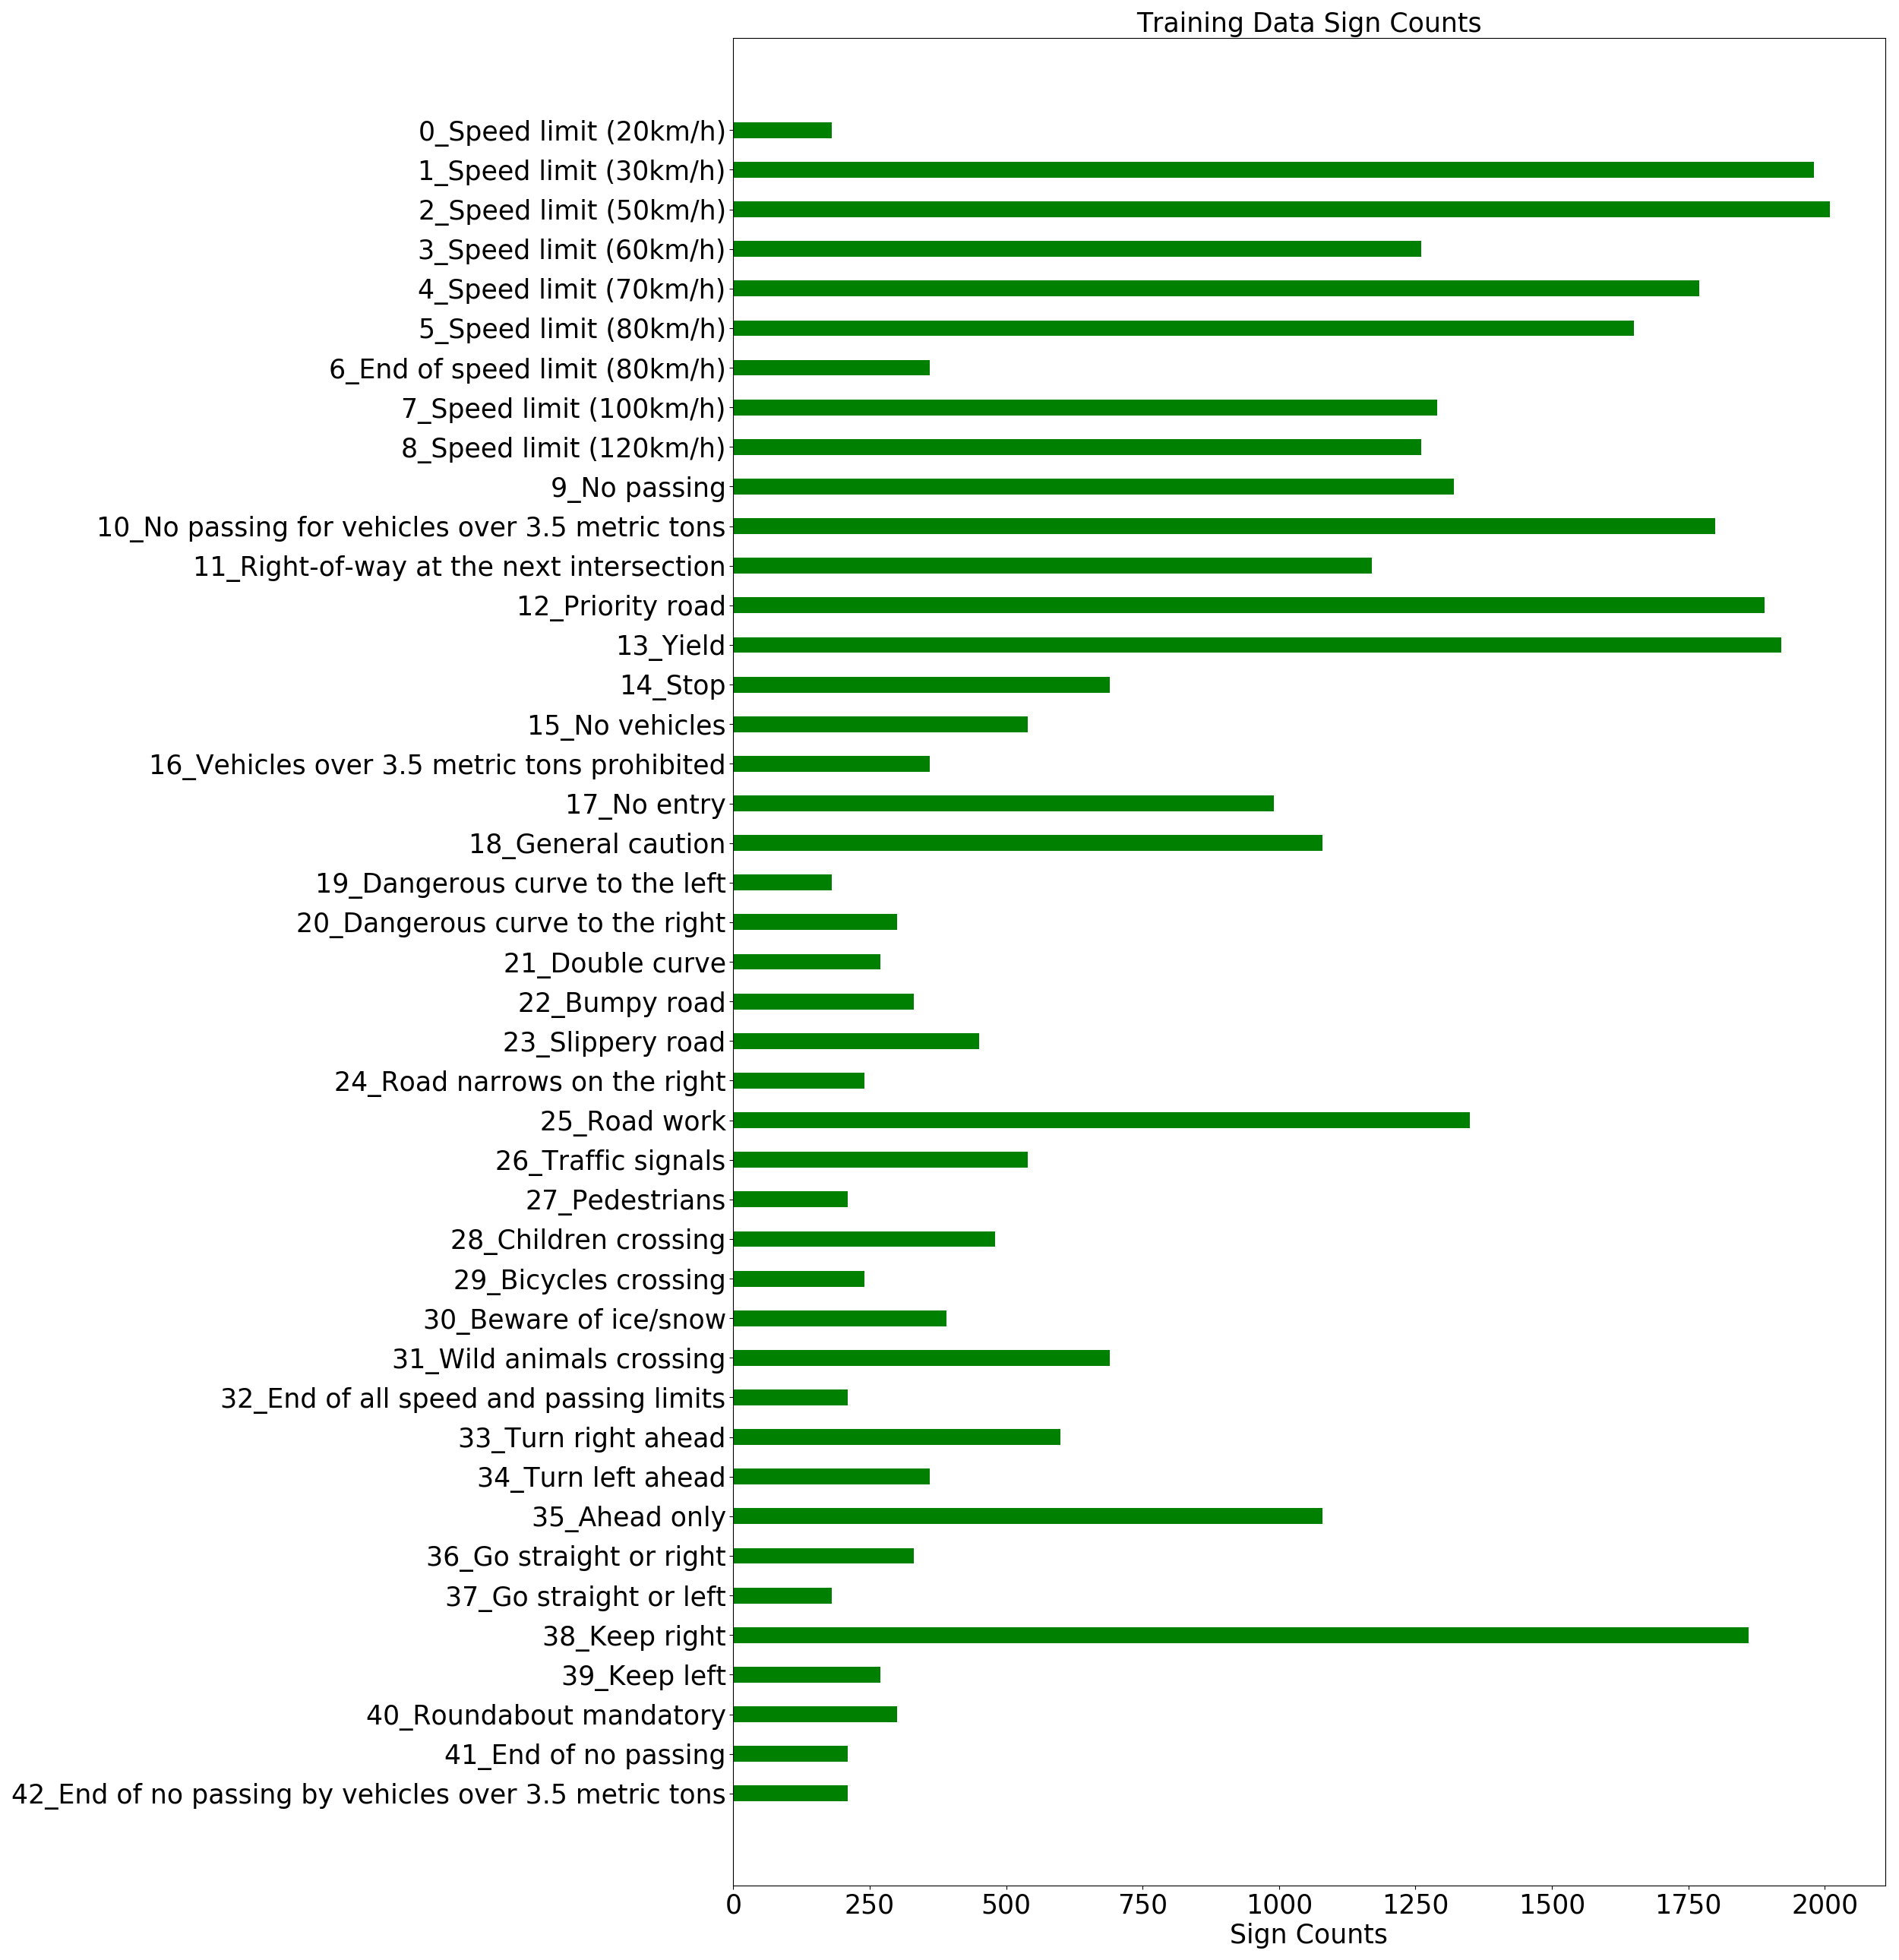 Training Data Sign Counts
0_Speed limit (20km/h)
1_Speed limit (30km/h)
2_Speed limit (50km/h)
3_Speed limit (60km/h)
4_Speed limit (70km/h)
5_Speed limit (80km/h)
6_End of speed limit (80km/h)
7_Speed limit (100km/h)
8_Speed limit (120km/h)
9_No passing
10_No passing for vehicles over 3.5 metric tons
11_Right-of-way at the next intersection
12_Priority road
13_Yield
14_Stop
15_No vehicles
16_Vehicles over 3.5 metric tons prohibited
17_No entry
18_General caution
19_Dangerous curve to the left
20_Dangerous curve to the right
21_Double curve
22_Bumpy road
23_Slippery road
24_Road narrows on the right
25_Road work
26_Traffic signals
27_Pedestrians
28_Children crossing
29_Bicycles crossing
30_Beware of ice/snow
31_Wild animals crossing
32_End of all speed and passing limits
33_Turn right ahead
34_Turn left ahead
35_Ahead only
36_Go straight or right
37_Go straight or left
38_Keep right
39_Keep left
40_Roundabout mandatory
41_End of no passing
42_End of no passing by vehicles over 3.5 metric tons
0 250 500 750 1000 1250 1500 1750 2000
Sign Counts